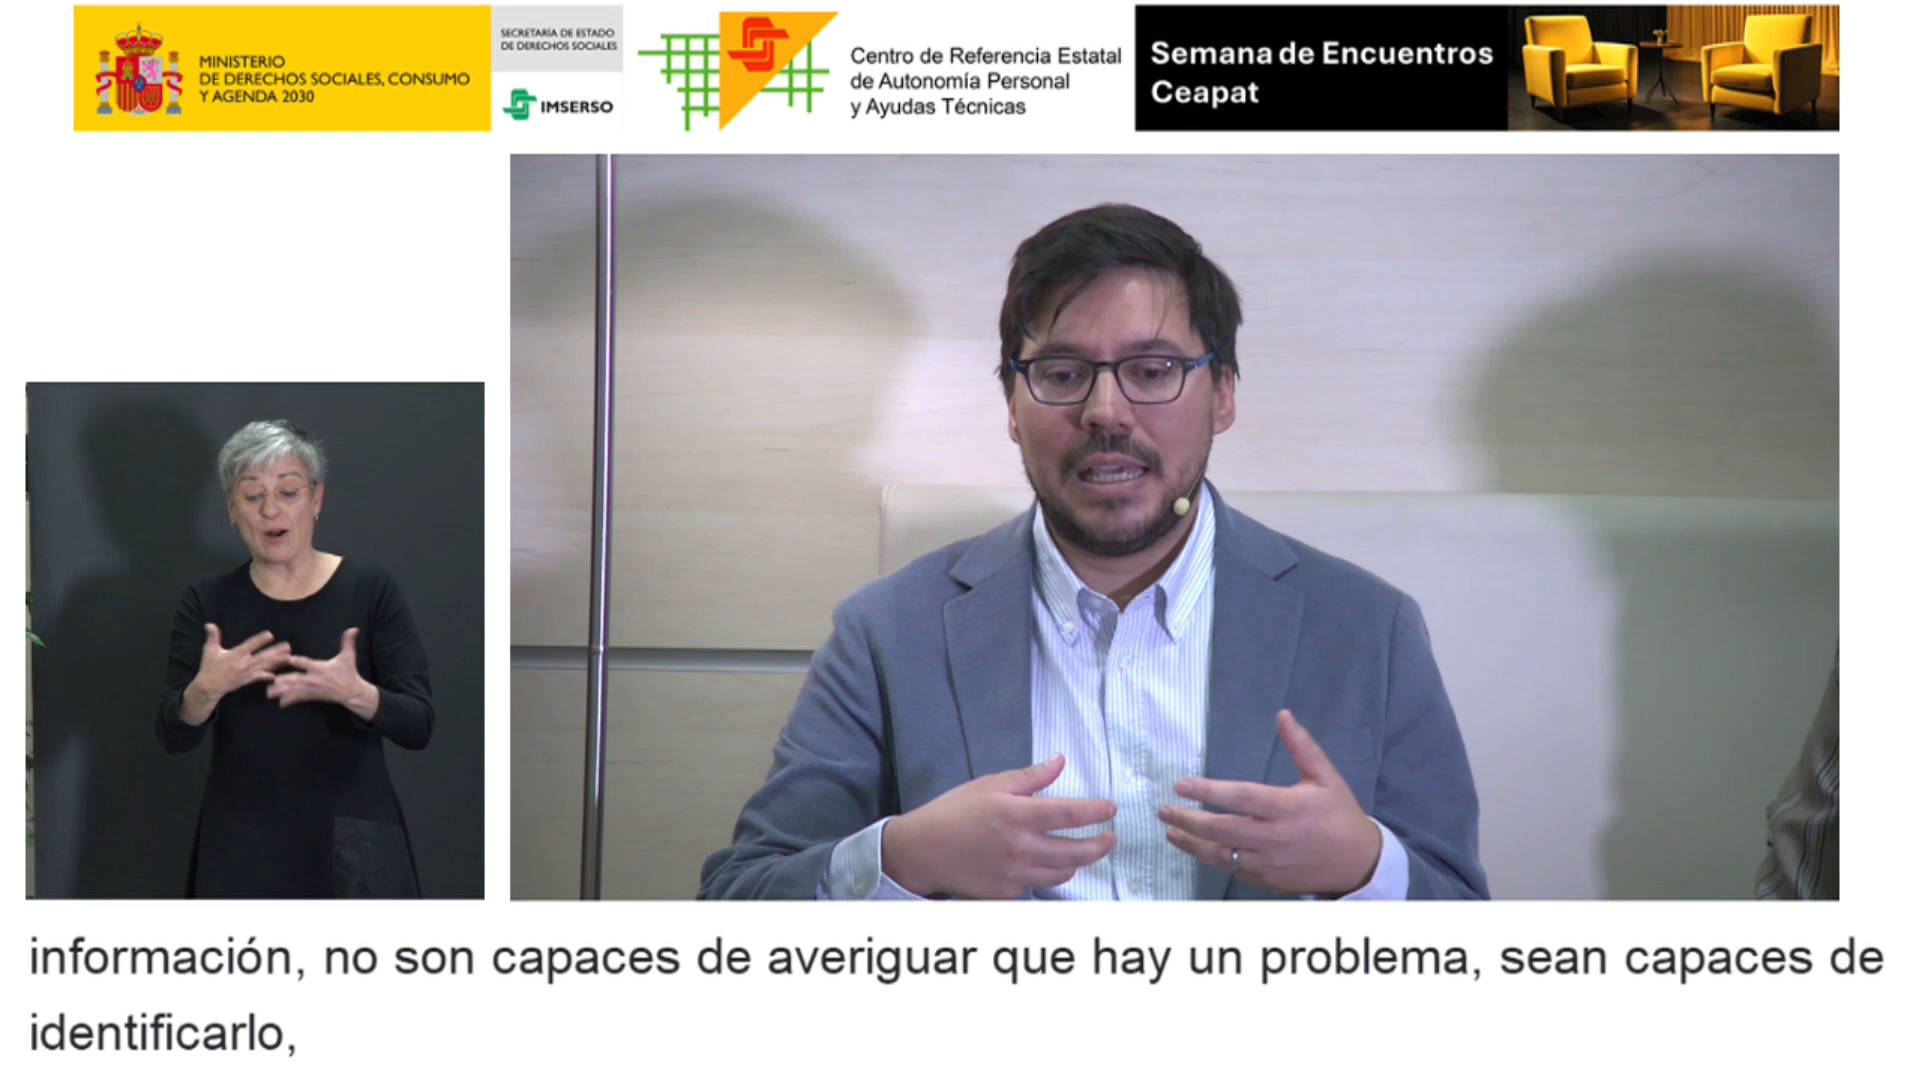 MINISTERIO
DE DERECHOS SOCIALES, CONSUMO
Y AGENDA 2030
SECRETARÍA DE ESTADO
DE DERECHOS SOCIALES
IMSERSO
Centro de Referencia Estatal
de Autonomía Personal
y Ayudas Técnicas
Semana de Encuentros
Ceapat
información, no son capaces de averiguar que hay un problema, sean capaces de
identificarlo,